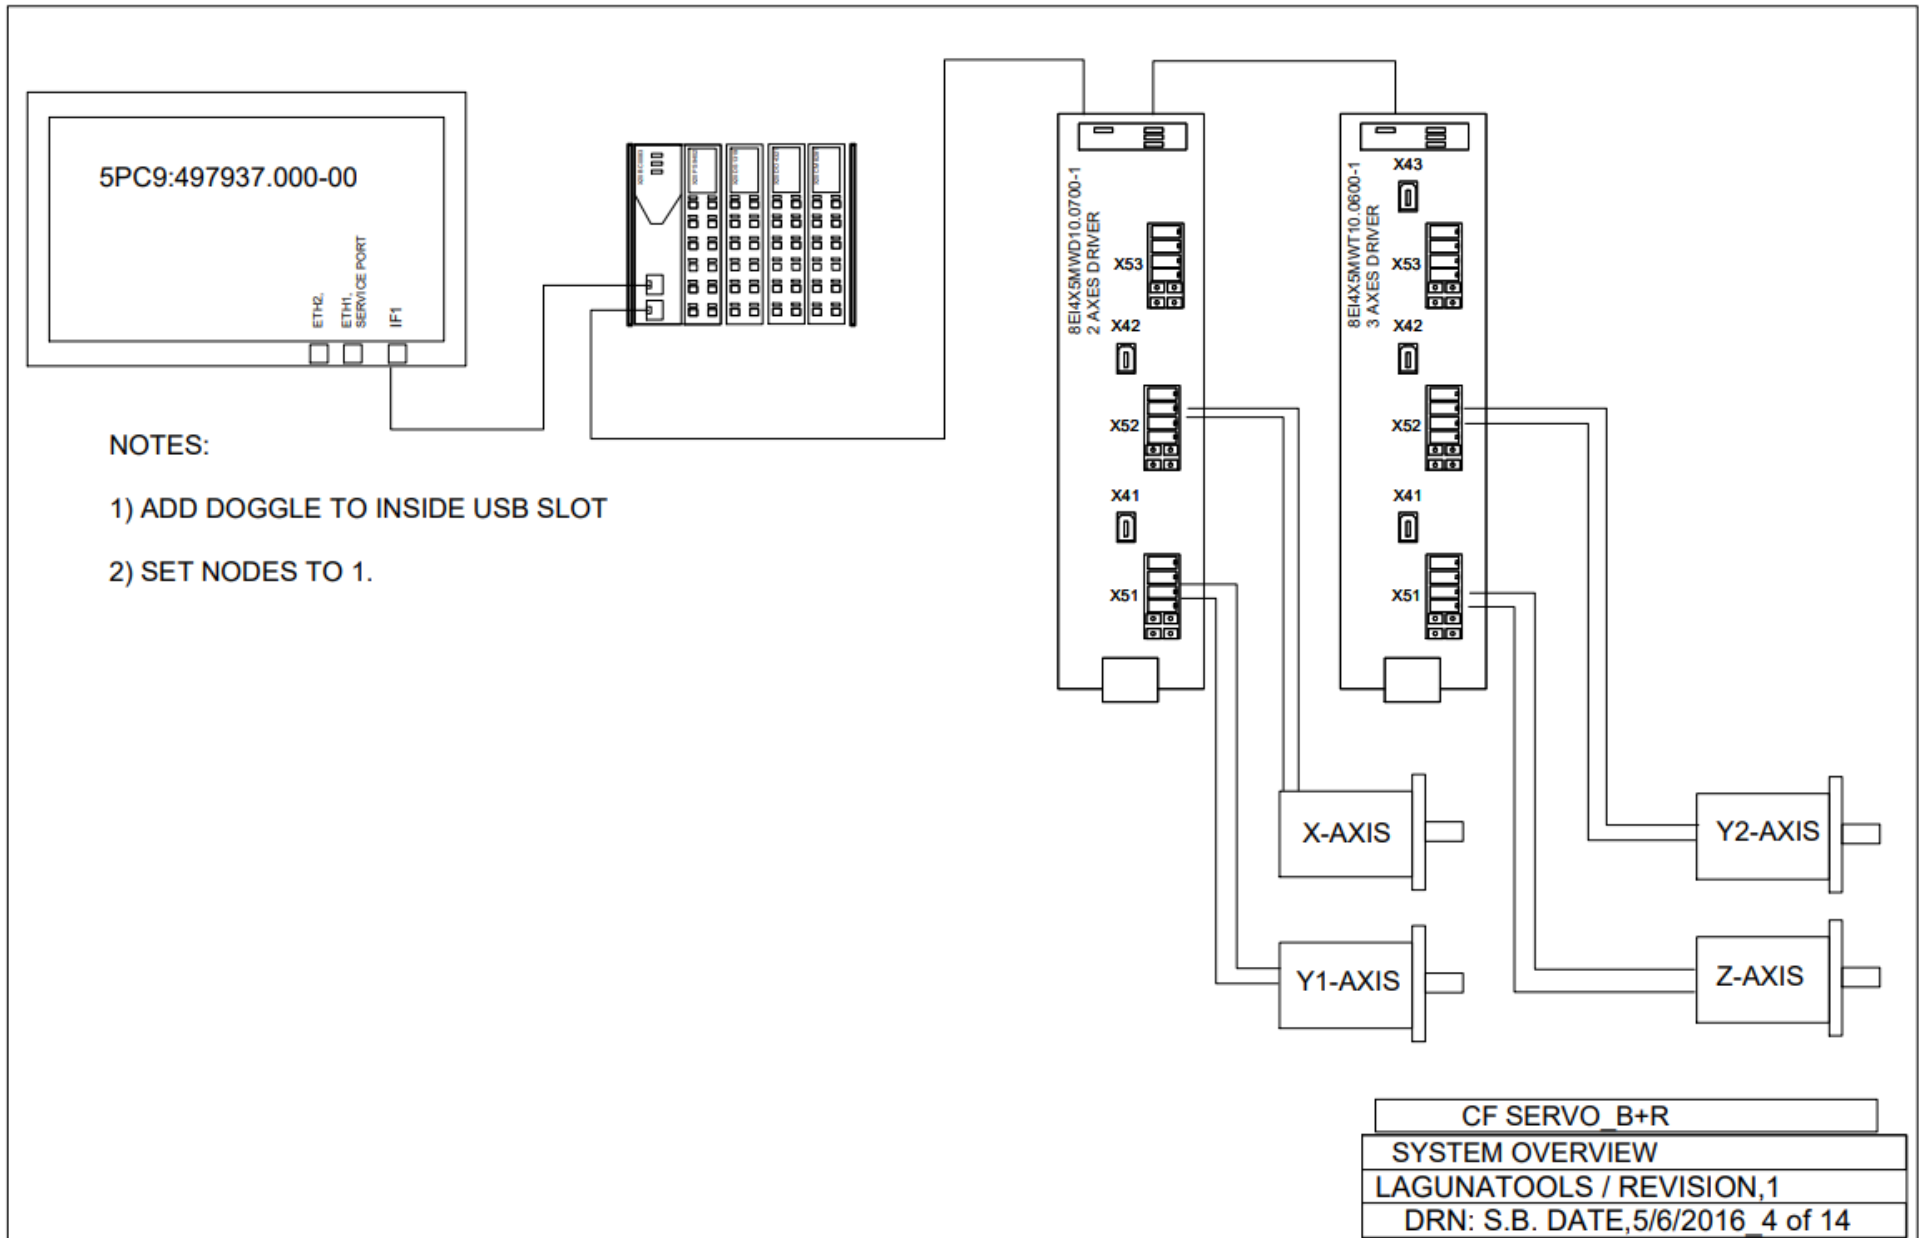 5PC9:497937.000-00
ETH2,
ETH1,
SERVICE PORT
IF1
NOTES:
1) ADD DOGGLE TO INSIDE USB SLOT
2) SET NODES TO 1.
8EI4X5MWD10.0700-1
2 AXES DRIVER
X53
X42
X52
X41
X51
8EI4X5MWT10.0600-1
3 AXES DRIVER
X43
X53
X42
X52
X41
X51
X-AXIS
Y1-AXIS
Y2-AXIS
Z-AXIS
CF SERVO_B+R
SYSTEM OVERVIEW
LAGUNATOOLS / REVISION,1
DRN: S.B. DATE,5/6/2016_4 of 14